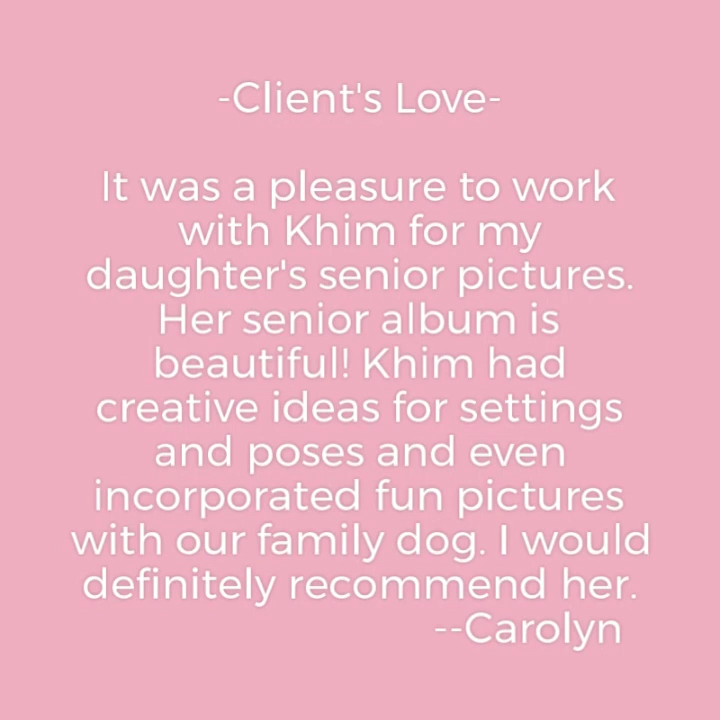 -Client's Love-
It was a pleasure to work
with Khim for my
daughter's senior pictures.
Her senior album is
beautiful! Khim had
creative ideas for settings
and poses and even
incorporated fun pictures
with our family dog. I would
definitely recommend her.
--Carolyn